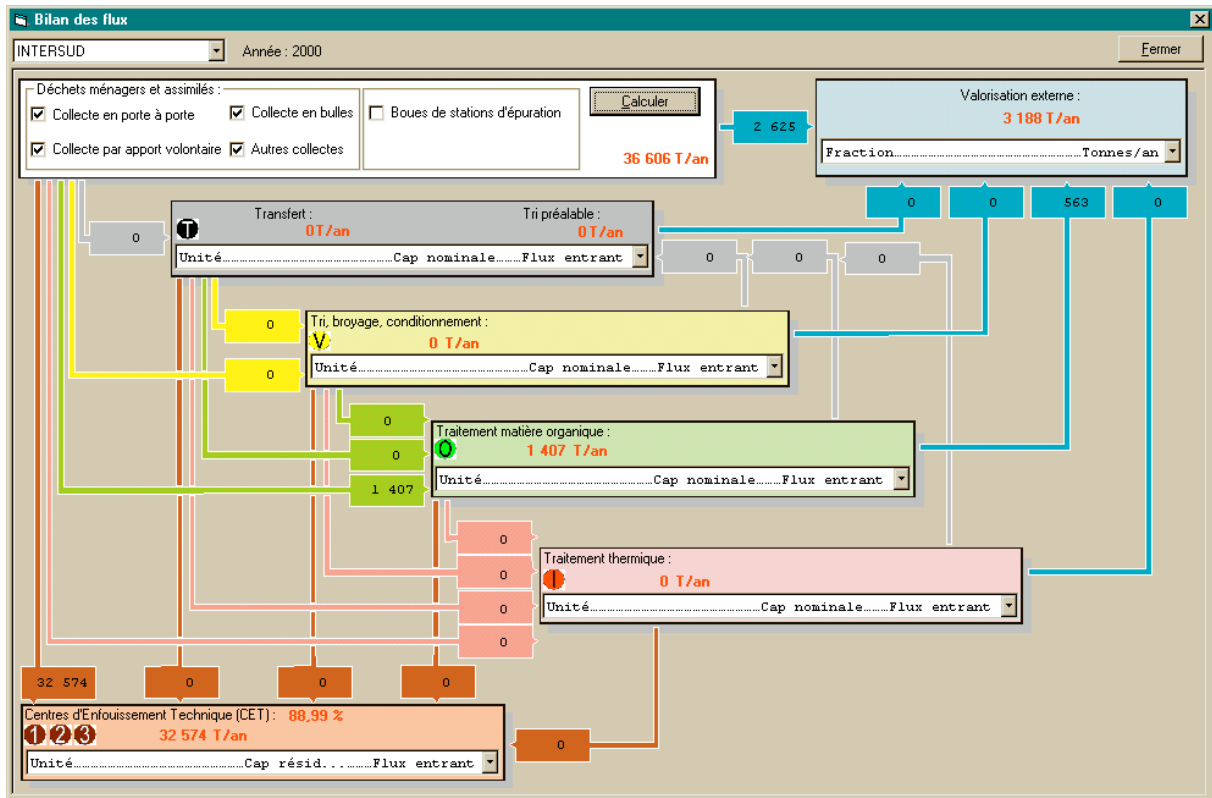 Bilan des flux
INTERSUD Année : 2000 Fermer
Déchets ménagers et assimilés :
Collecte en porte à porte Collecte en bulles Boues de stations d'épuration Calculer
Collecte par apport volontaire Autres collectes
36 606 T/an
2 625
Valorisation externe :
3 188 T/an
Fraction.....Tonnes/an
0 0 563 0
Transfert : Tri préalable :
0 T T/an 0T/an
Unité.....Cap nominale.....Flux entrant
0 0 0
0 Tri, broyage, conditionnement :
V 0 T/an
0 Unité.....Cap nominale.....Flux entrant
0
Traitement matière organique :
0 O 1 407 T/an
1 407 Unité.....Cap nominale.....Flux entrant
0
Traitement thermique :
0 I 0 T/an
0 Unité.....Cap nominale.....Flux entrant
0
32 574 0 0 0
Centres d'Enfouissement Technique (CET) : 88,99 %
1 2 3 32 574 T/an
0
Unité.....Cap résid........Flux entrant